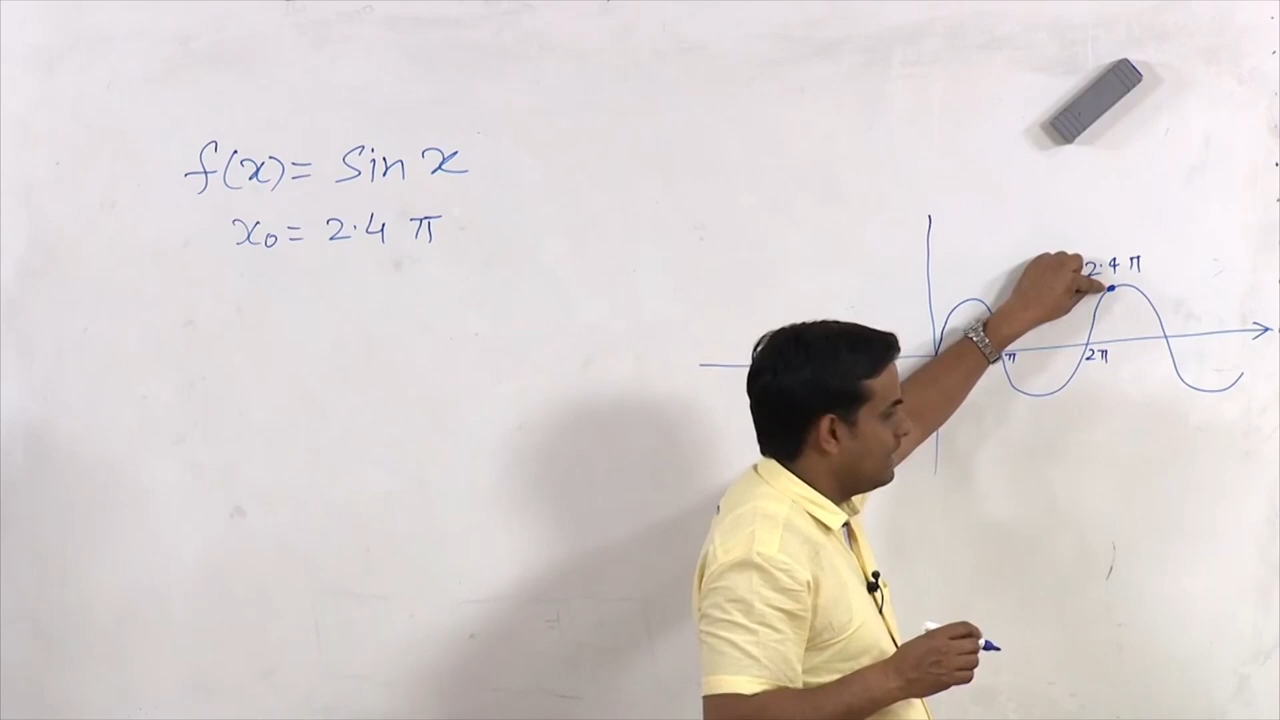 f(x) = Sin x
x₀ = 2.4 π
2.4 π
π
2π